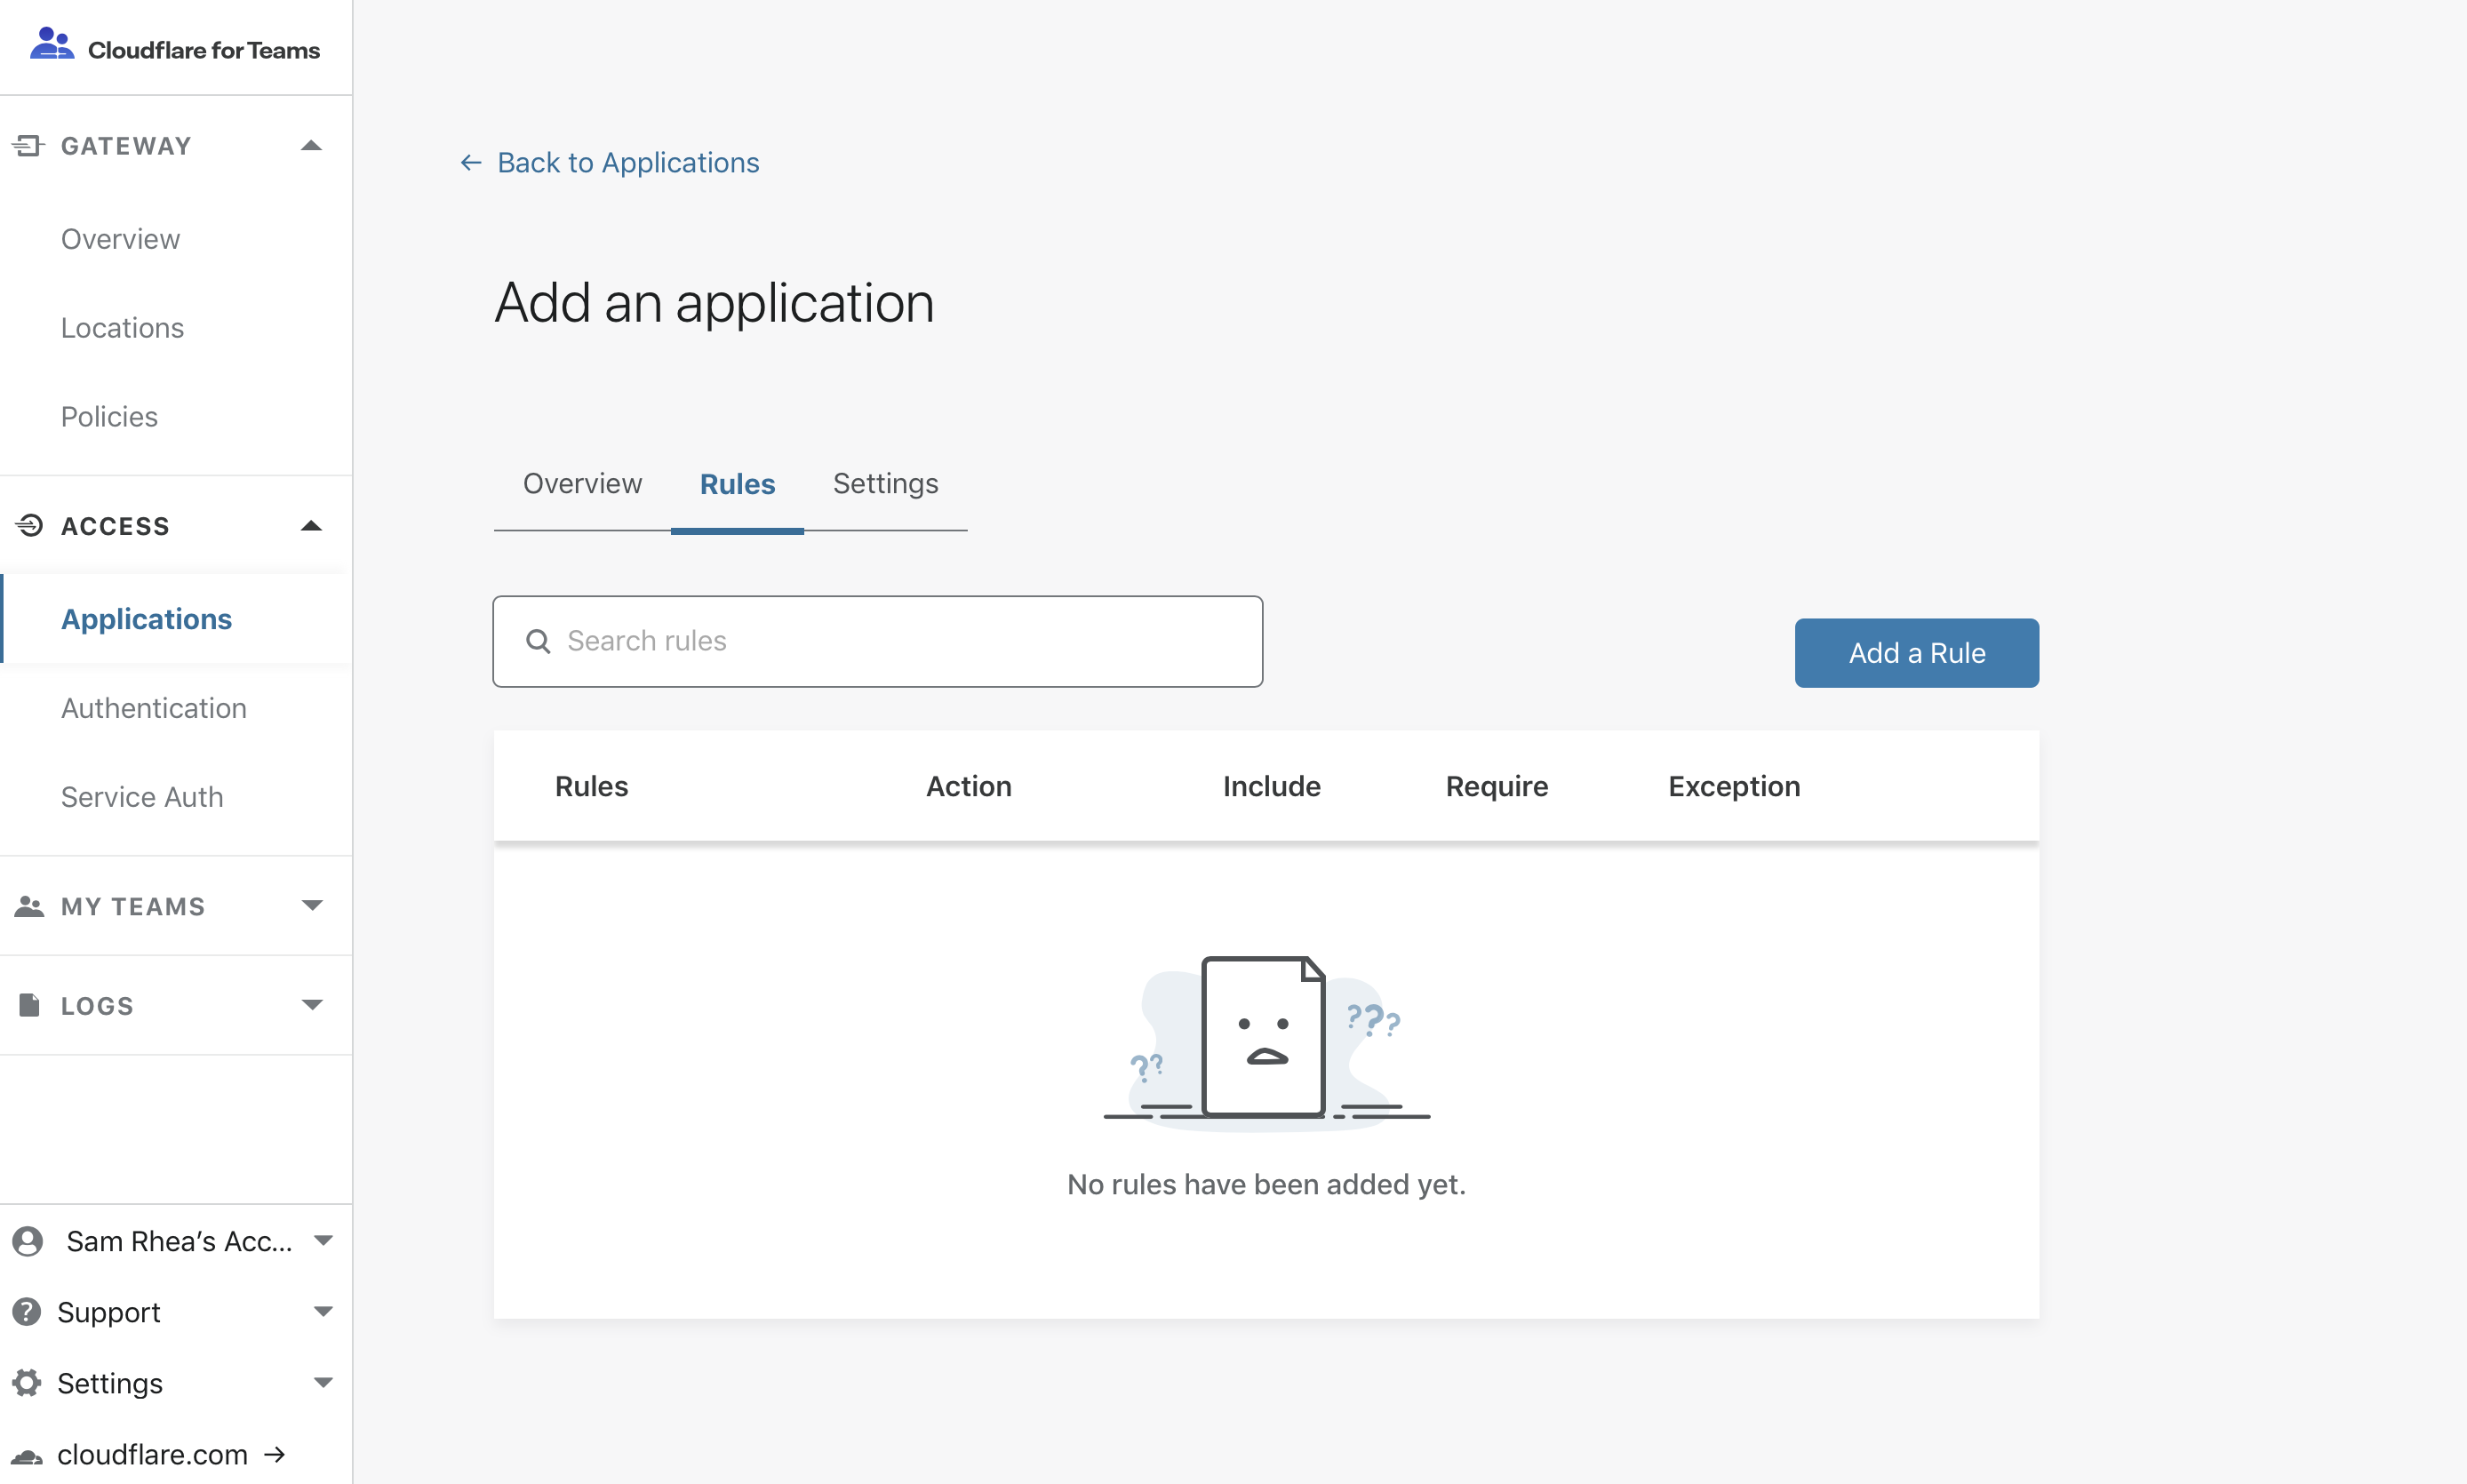 Cloudflare for Teams
GATEWAY
Overview
Locations
Policies
ACCESS
Applications
Authentication
Service Auth
MY TEAMS
LOGS
Sam Rhea’s Acc...
Support
Settings
cloudflare.com →
← Back to Applications
Add an application
Overview Rules Settings
Search rules
Add a Rule
Rules Action Include Require Exception
??
???
No rules have been added yet.